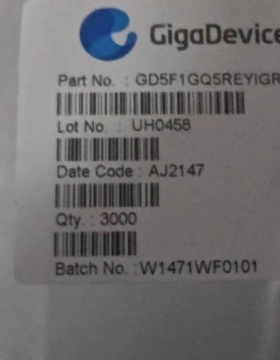 GigaDevice
Part No. : GD5F1GQ5REYIGR
Lot No. : UH0458
Date Code : AJ2147
Qty. : 3000
Batch No. : W1471WF0101